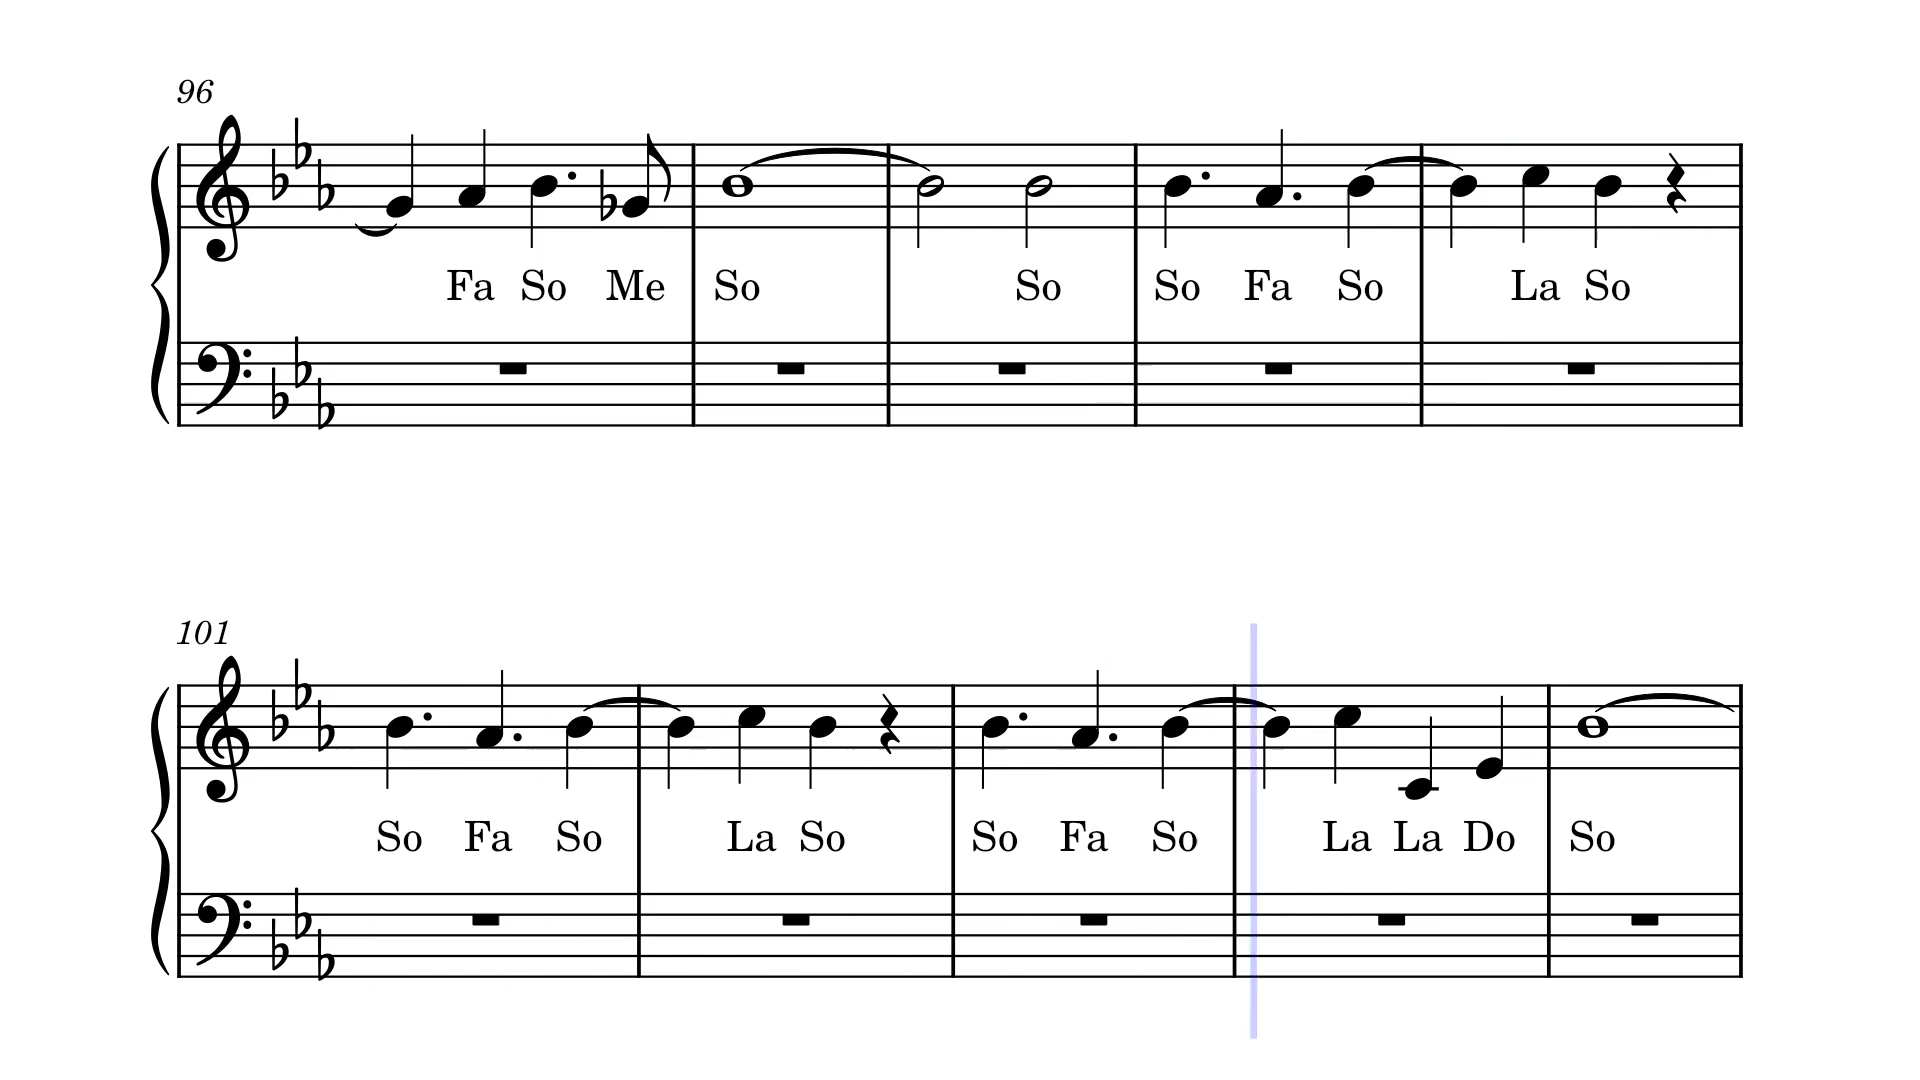 96
Fa So Me So So So Fa So La So
101
So Fa So La So So Fa So La La Do So